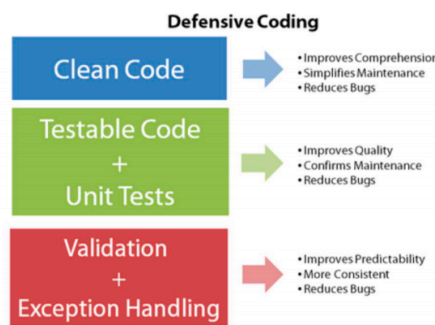 Defensive Coding
Clean Code
• Improves Comprehension
• Simplifies Maintenance
• Reduces Bugs
Testable Code
+
Unit Tests
• Improves Quality
• Confirms Maintenance
• Reduces Bugs
Validation
+
Exception Handling
• Improves Predictability
• More Consistent
• Reduces Bugs